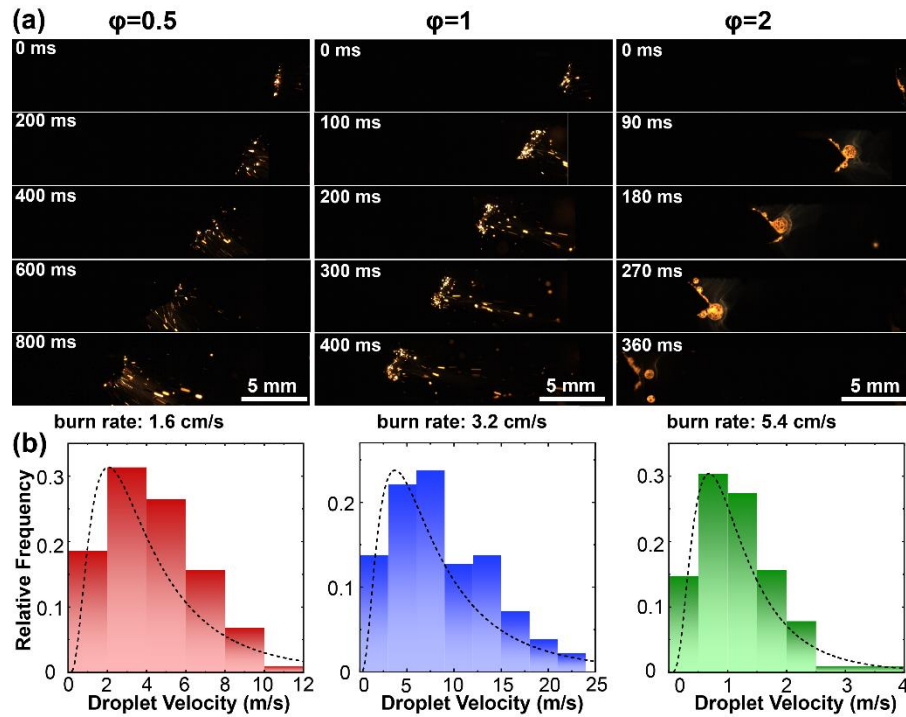 (a) φ=0.5 φ=1 φ=2
0 ms 0 ms 0 ms
200 ms 100 ms 90 ms
400 ms 200 ms 180 ms
600 ms 300 ms 270 ms
800 ms 400 ms 360 ms
5 mm 5 mm 5 mm
burn rate: 1.6 cm/s burn rate: 3.2 cm/s burn rate: 5.4 cm/s
(b)
Relative Frequency
0.3
0.2
0.1
0
0 2 4 6 8 10 12
Droplet Velocity (m/s)
0.2
0.1
0
0 5 10 15 20 25
Droplet Velocity (m/s)
0.3
0.2
0.1
0
0 1 2 3 4
Droplet Velocity (m/s)